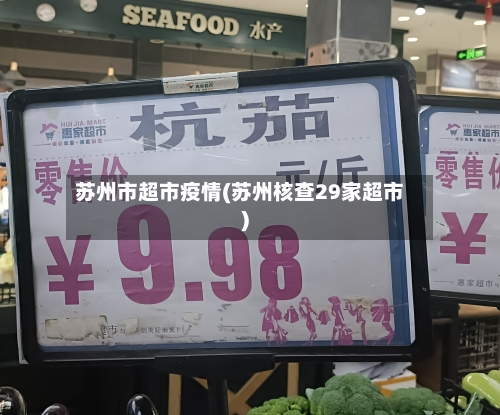 SEAFOOD 水产
HUIJIA MART
惠家超市
杭茄
零售价
元/斤
苏州市超市疫情(苏州核查29家超市
)
¥9.98
零售价
¥
惠家超市